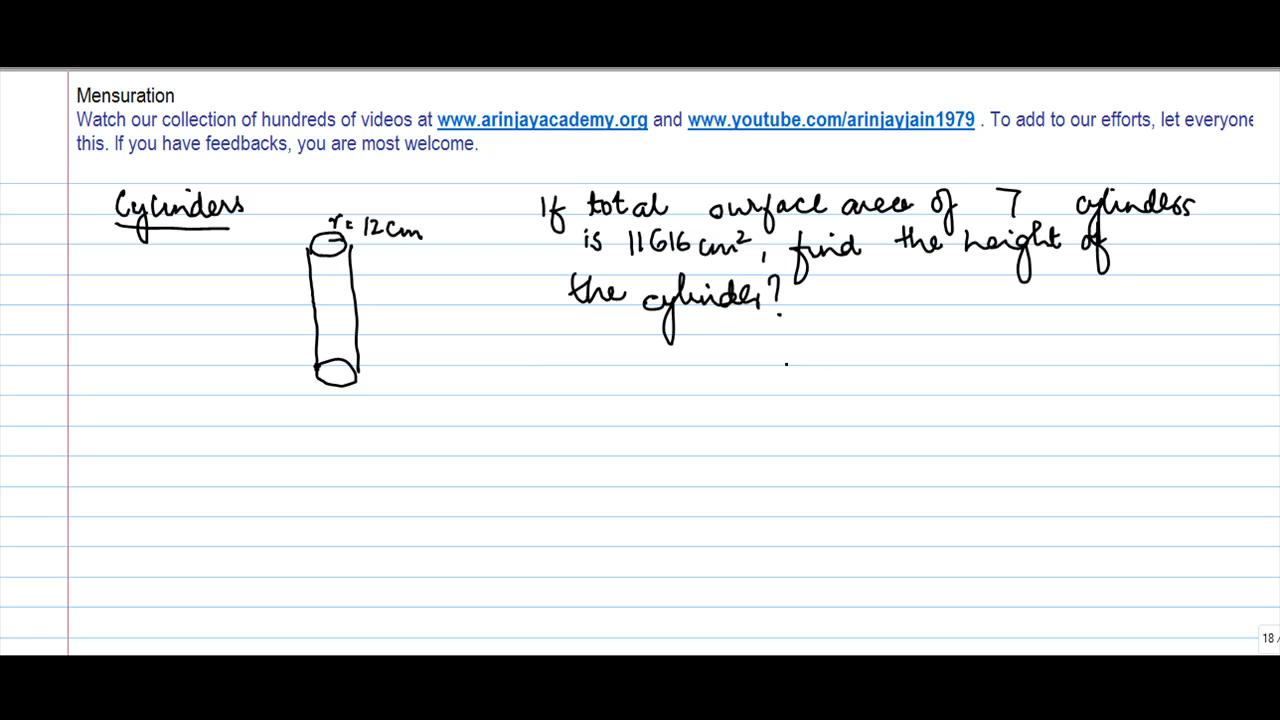 Mensuration
Watch our collection of hundreds of videos at www.arinjayacademy.org and www.youtube.com/arinjayjain1979 . To add to our efforts, let everyone
this. If you have feedbacks, you are most welcome.
Cylinders
r= 12cm
If total surface area of 7 cylinders
is 11616 cm², find the height of
the cylinder?
18